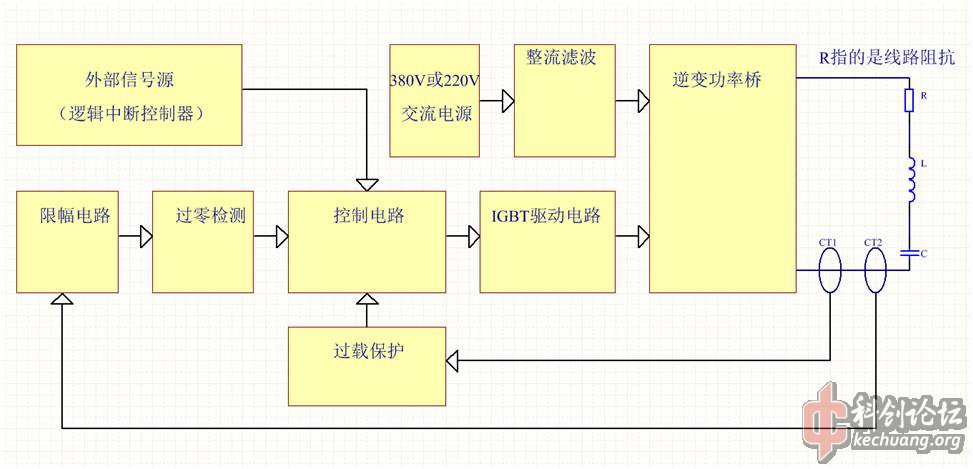 外部信号源
（逻辑中断控制器）
380V或220V
交流电源
整流滤波
逆变功率桥
R指的是线路阻抗
R
L
C
限幅电路
过零检测
控制电路
IGBT驱动电路
CT1
CT2
过载保护
科创论坛
kechuang.org